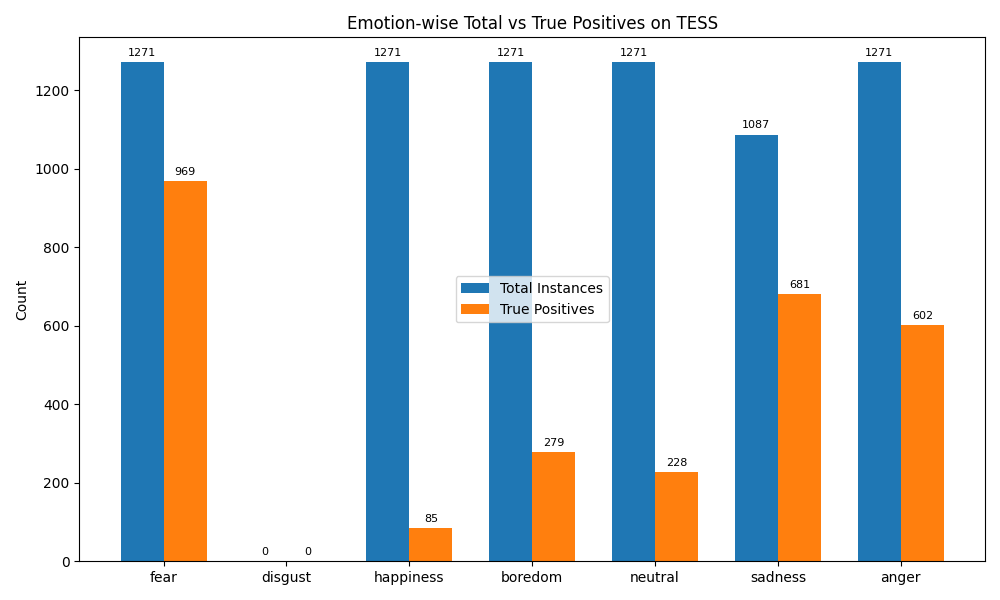 Emotion-wise Total vs True Positives on TESS
1271
1271
1271
1271
1271
1200
1087
1000
969
800
681
602
600
400
279
228
200
85
0
0
0
Count
Total Instances
True Positives
fear
disgust
happiness
boredom
neutral
sadness
anger